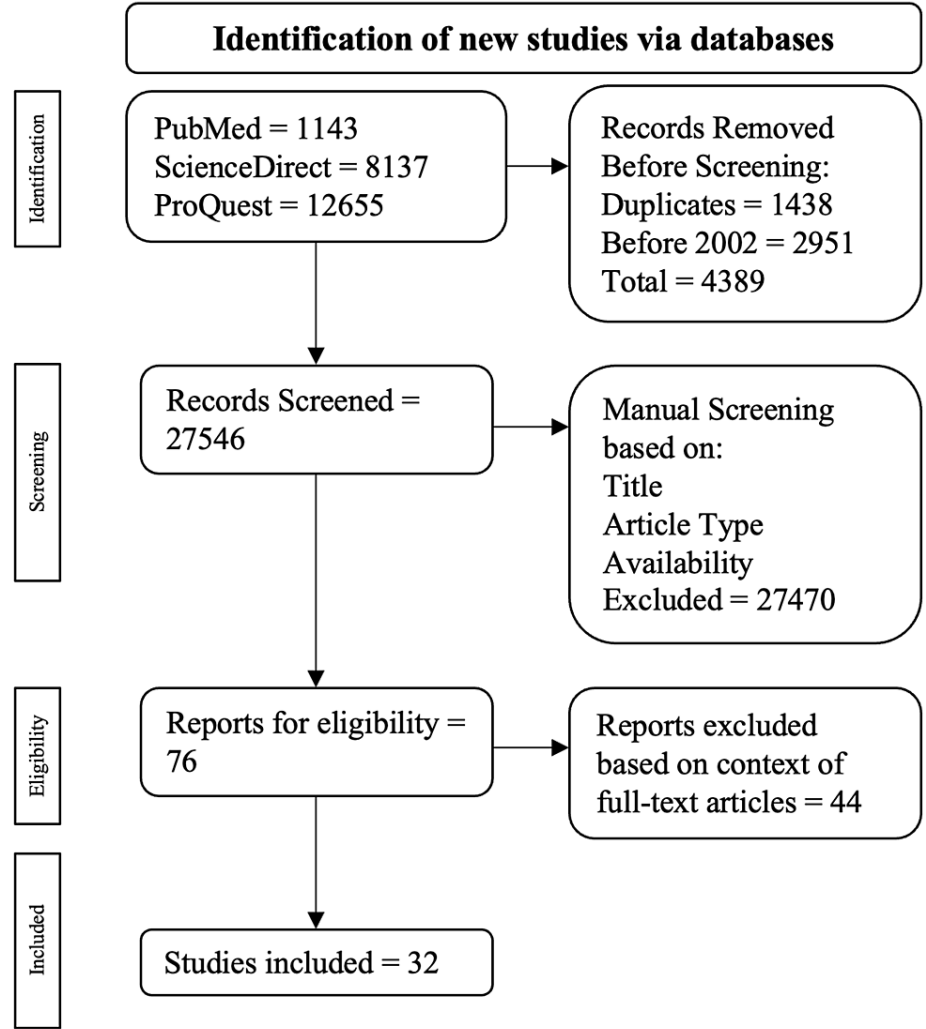 Identification of new studies via databases
Identification
PubMed = 1143
ScienceDirect = 8137
ProQuest = 12655
Records Removed
Before Screening:
Duplicates = 1438
Before 2002 = 2951
Total = 4389
Screening
Records Screened =
27546
Manual Screening
based on:
Title
Article Type
Availability
Excluded = 27470
Eligibility
Reports for eligibility =
76
Reports excluded
based on context of
full-text articles = 44
Included
Studies included = 32